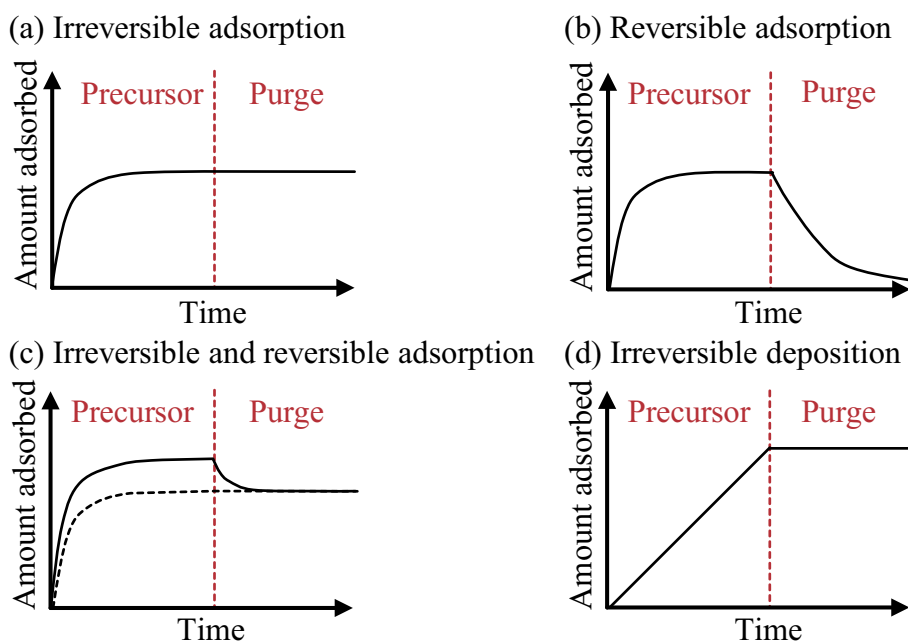 (a) Irreversible adsorption
Amount adsorbed
Precursor
Purge
Time
(b) Reversible adsorption
Amount adsorbed
Precursor
Purge
Time
(c) Irreversible and reversible adsorption
Amount adsorbed
Precursor
Purge
Time
(d) Irreversible deposition
Amount adsorbed
Precursor
Purge
Time